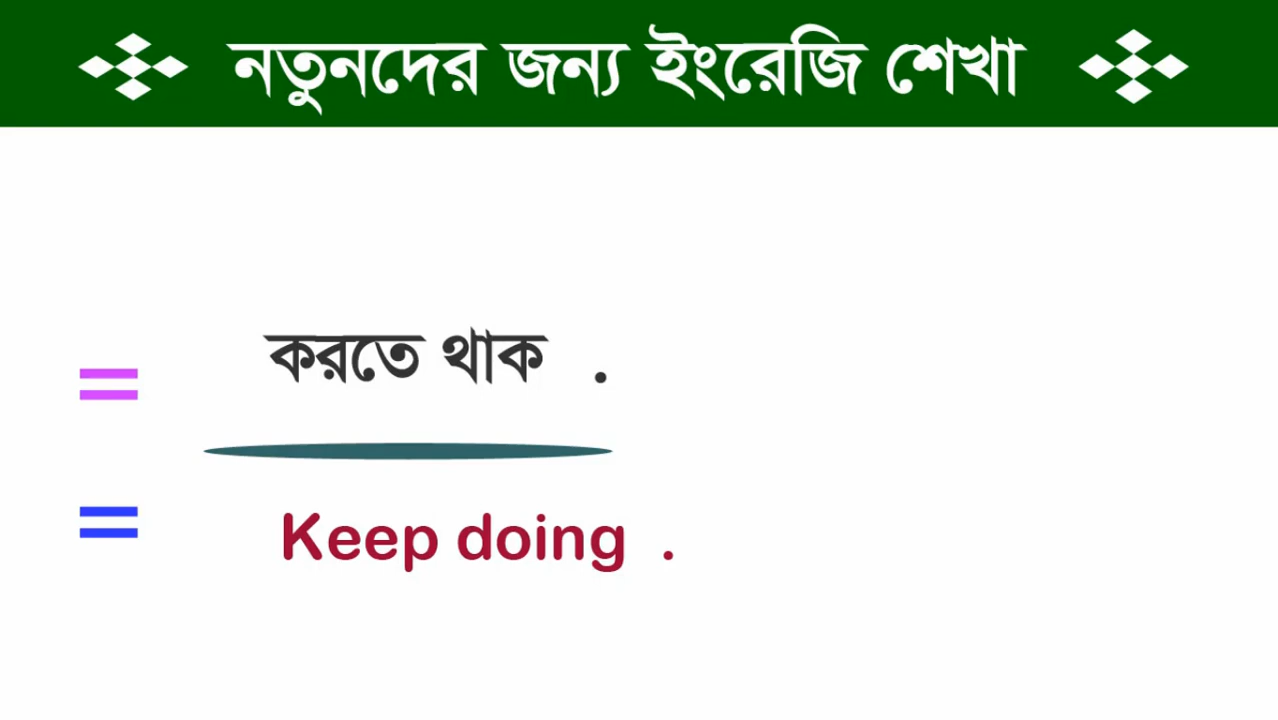 নতুনদের জন্য ইংরেজি শেখা
= করতে থাক .
= Keep doing .